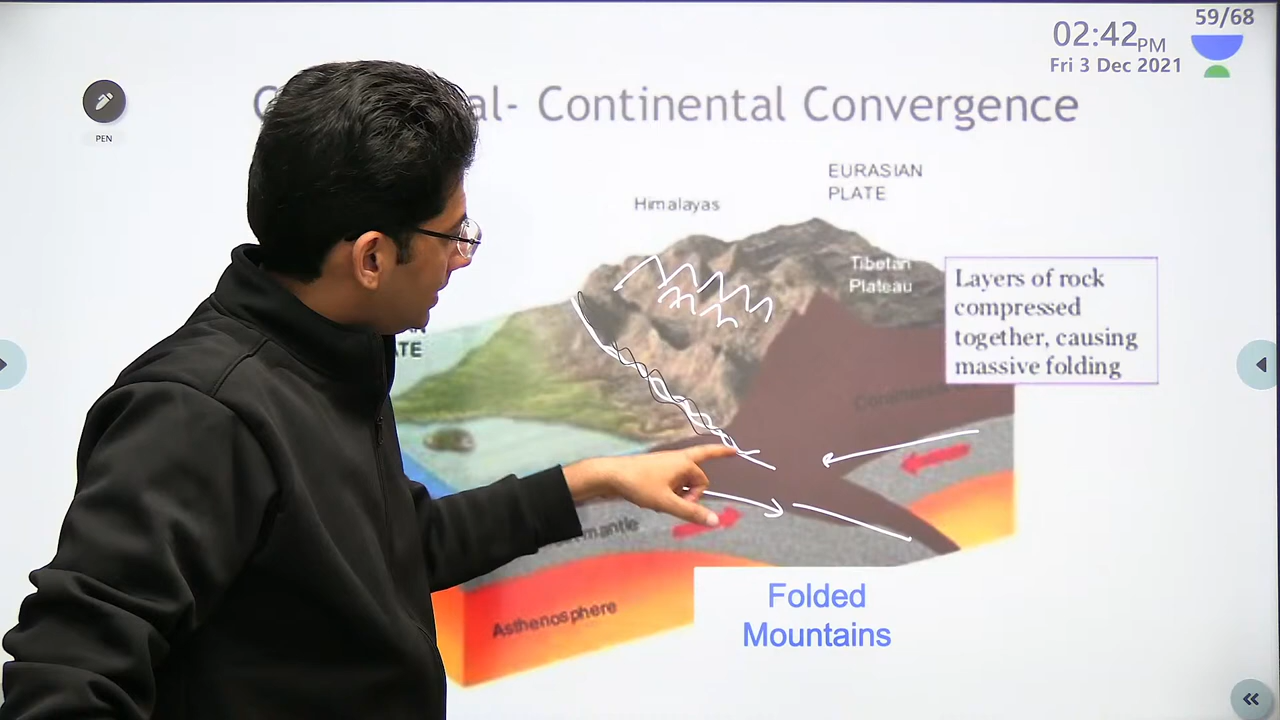 59/68
02:42PM
Fri 3 Dec 2021
PEN
al- Continental Convergence
EURASIAN
PLATE
Himalayas
Tibetan
Plateau
Layers of rock
compressed
together, causing
massive folding
mantle
Asthenosphere
Folded
Mountains